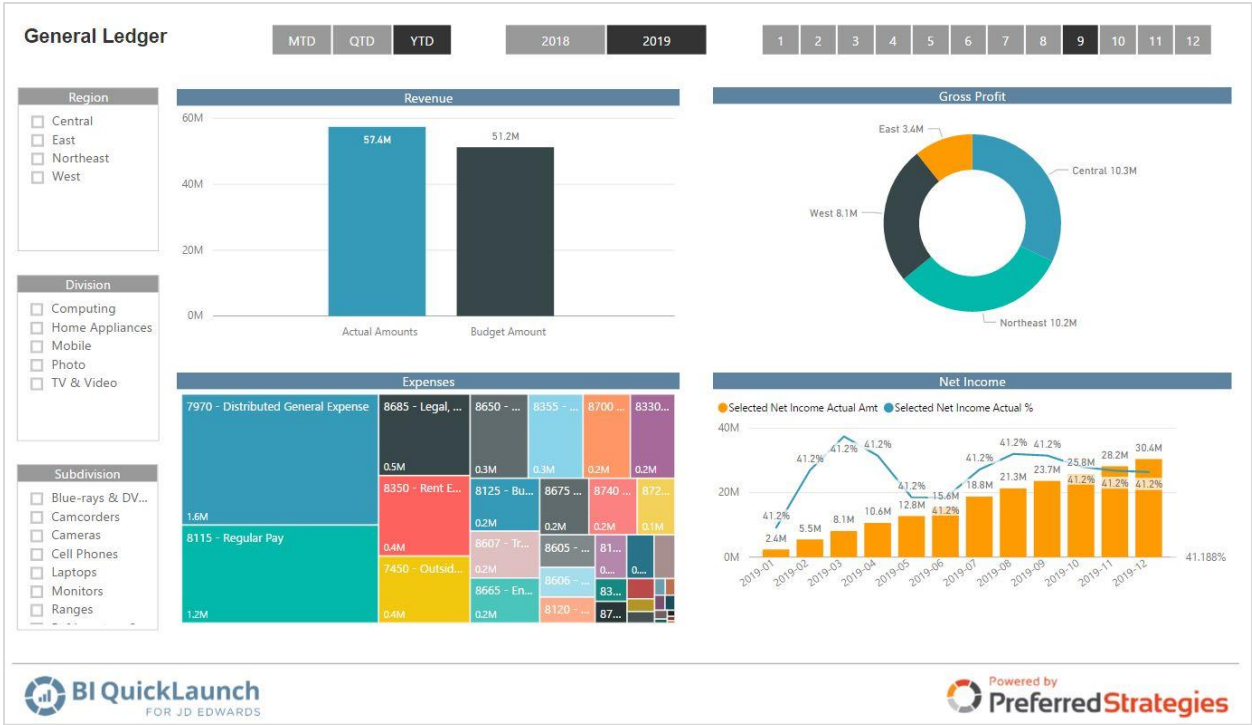 General Ledger
MTD QTD YTD
2018 2019
1 2 3 4 5 6 7 8 9 10 11 12
Region
Central
East
Northeast
West
Division
Computing
Home Appliances
Mobile
Photo
TV & Video
Subdivision
Blue-rays & DV...
Camcorders
Cameras
Cell Phones
Laptops
Monitors
Ranges
Revenue
60M
40M
20M
0M
57.4M
51.2M
Actual Amounts
Budget Amount
Gross Profit
East 3.4M
Central 10.3M
West 8.1M
Northeast 10.2M
Expenses
7970 - Distributed General Expense
1.6M
8115 - Regular Pay
1.2M
8685 - Legal, ...
0.5M
8350 - Rent E...
0.4M
7450 - Outsid...
0.4M
8650 - ...
0.3M
8355 - ...
0.3M
8700 ...
0.2M
8330...
0.2M
8125 - Bu...
0.2M
8675 ...
0.2M
8740 ...
0.2M
872...
0.1M
8607 - Tr...
0.2M
8665 - En...
0.2M
8605 - ...
8606 - ...
8120 - ...
81...
0....
0....
83...
87...
Net Income
Selected Net Income Actual Amt
Selected Net Income Actual %
40M
20M
0M
41.2% 41.2% 41.2% 41.2% 41.2% 41.2% 41.2% 41.2% 41.2% 41.2% 41.2% 41.2%
2.4M 5.5M 8.1M 10.6M 12.8M 15.6M 18.8M 21.3M 23.7M 25.8M 28.2M 30.4M
41.188%
2019-01 2019-02 2019-03 2019-04 2019-05 2019-06 2019-07 2019-08 2019-09 2019-10 2019-11 2019-12
BI QuickLaunch
FOR JD EDWARDS
Powered by
PreferredStrategies